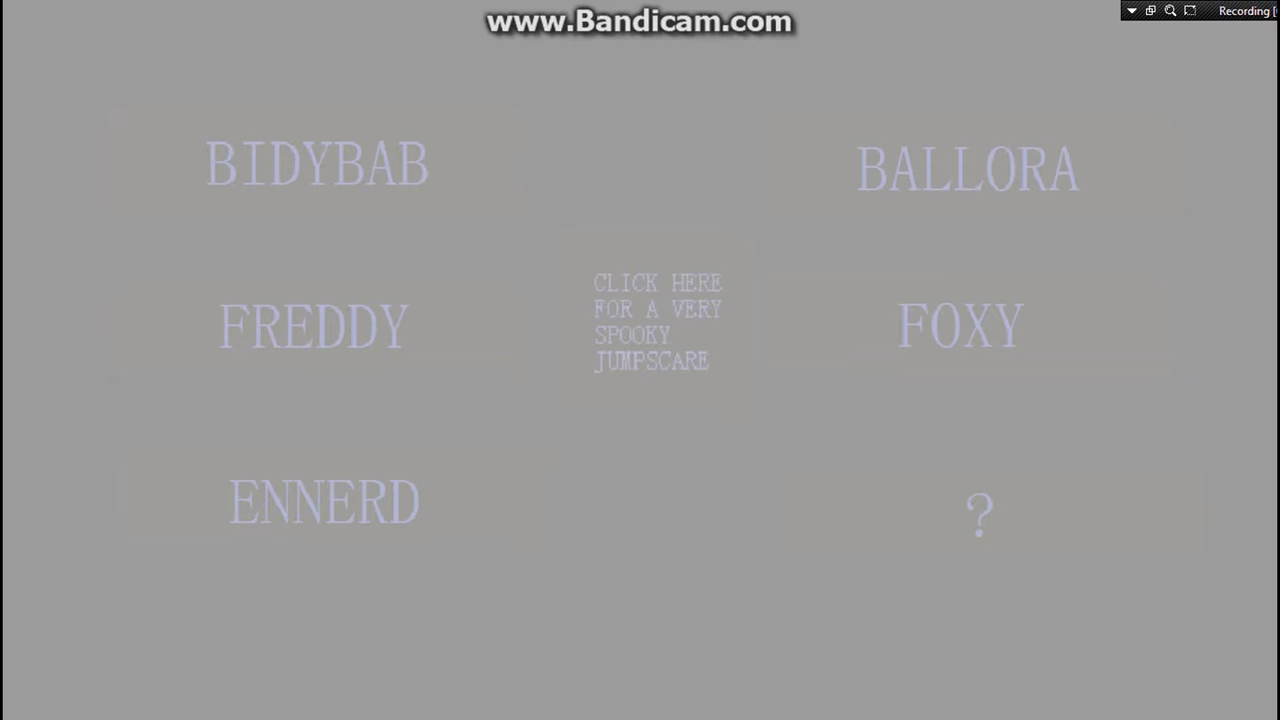 www.Bandicam.com
Recording [
BIDYBAB
BALLORA
CLICK HERE
FOR A VERY
SPOOKY
JUMPSCARE
FREDDY
FOXY
ENNERD
?